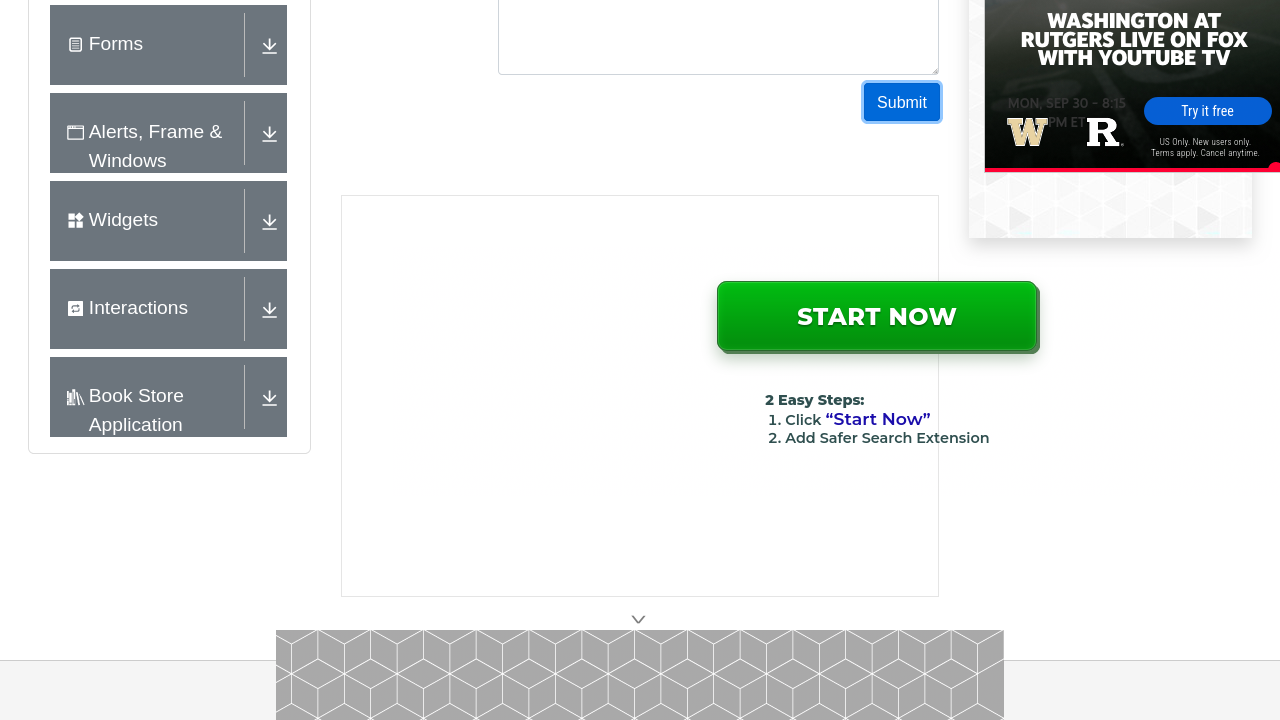 Forms
Alerts, Frame &
Windows
Widgets
Interactions
Book Store
Application
Submit
WASHINGTON AT
RUTGERS LIVE ON FOX
WITH YOUTUBE TV
MON, SEP 30 - 8:15
PM ET
W R
Try it free
US Only. New users only.
Terms apply. Cancel anytime.
START NOW
2 Easy Steps:
1. Click “Start Now”
2. Add Safer Search Extension